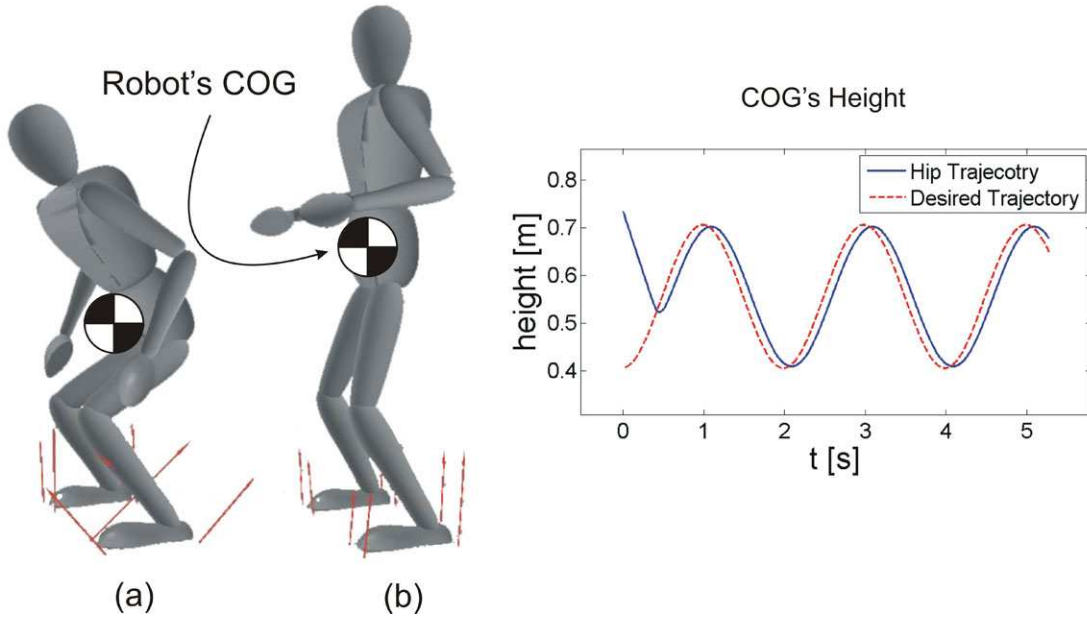 Robot's COG
(a)
(b)
COG's Height
Hip Trajecotry
Desired Trajectory
height [m]
0.8
0.7
0.6
0.5
0.4
0 1 2 3 4 5
t [s]